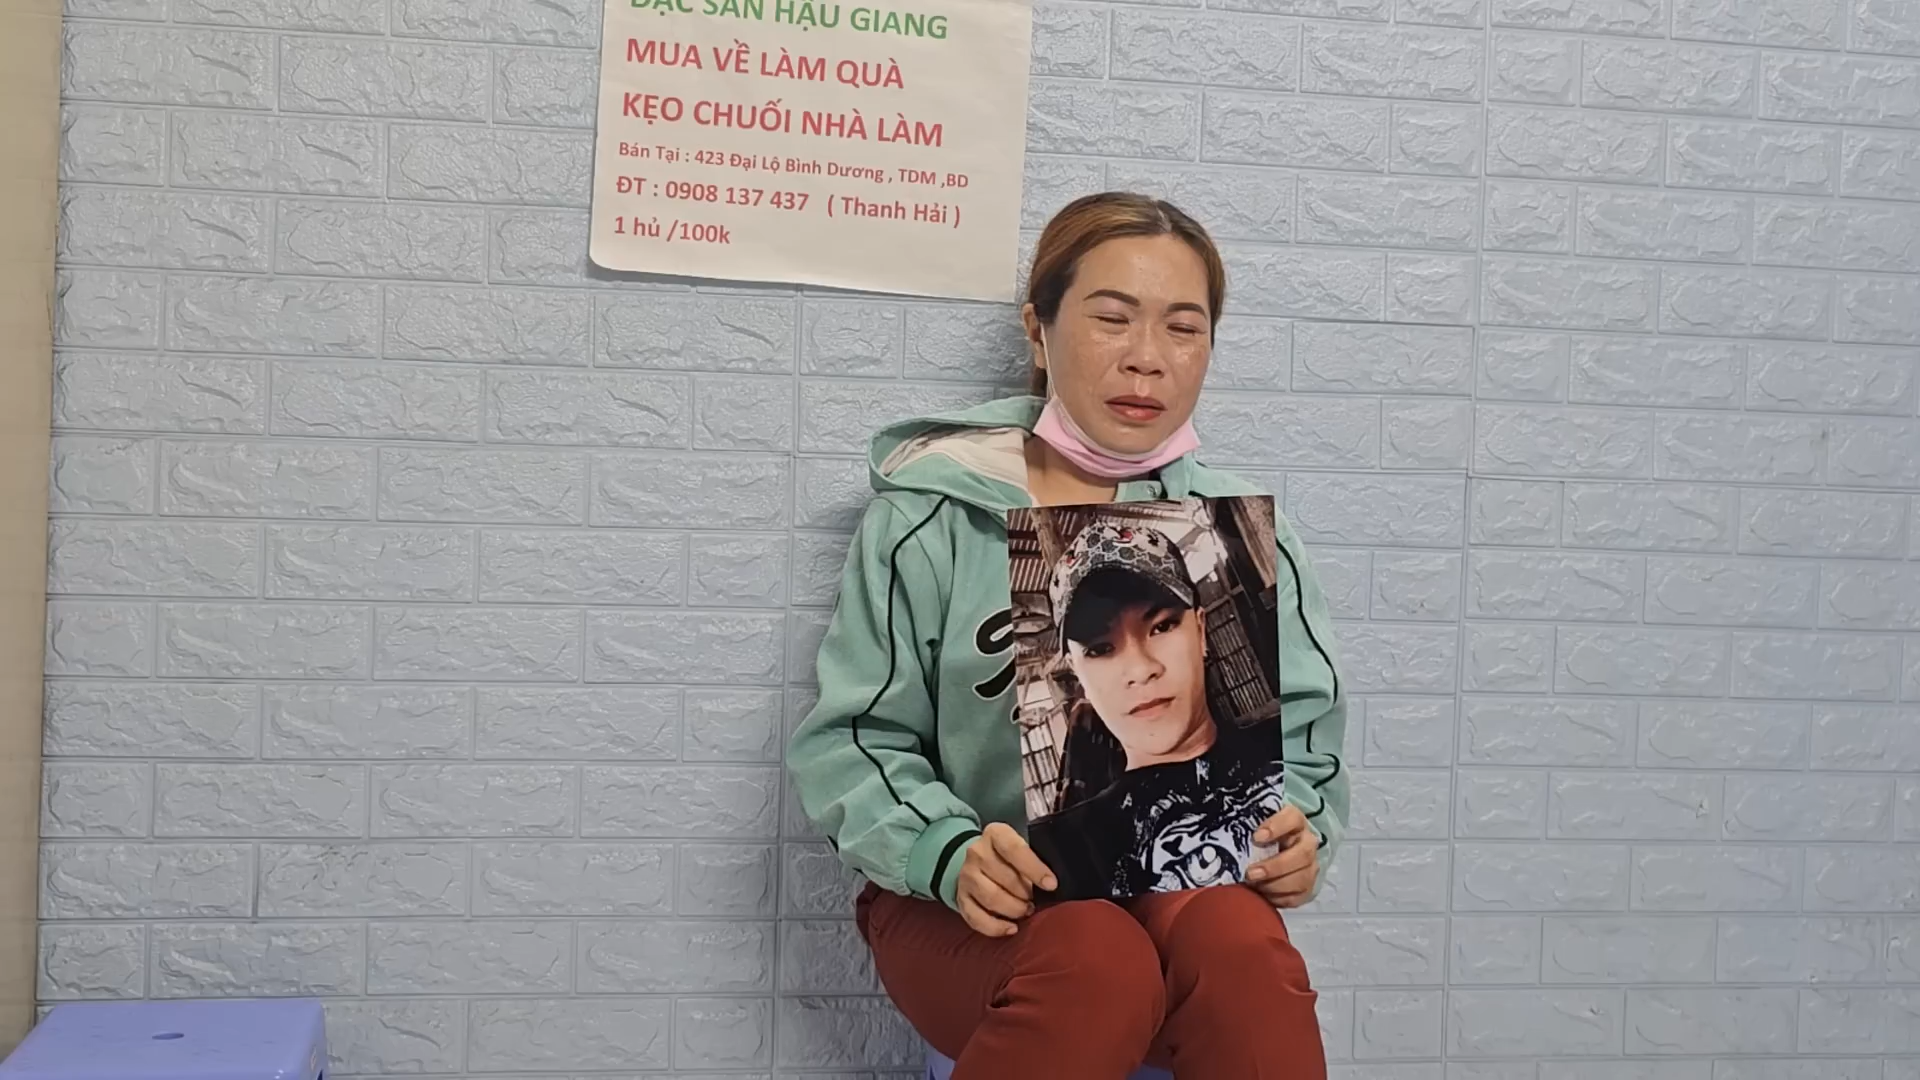 ĐẶC SẢN HẬU GIANG
MUA VỀ LÀM QUÀ
KẸO CHUỐI NHÀ LÀM
Bán Tại : 423 Đại Lộ Bình Dương , TDM ,BD
ĐT : 0908 137 437 ( Thanh Hải )
1 hủ /100k